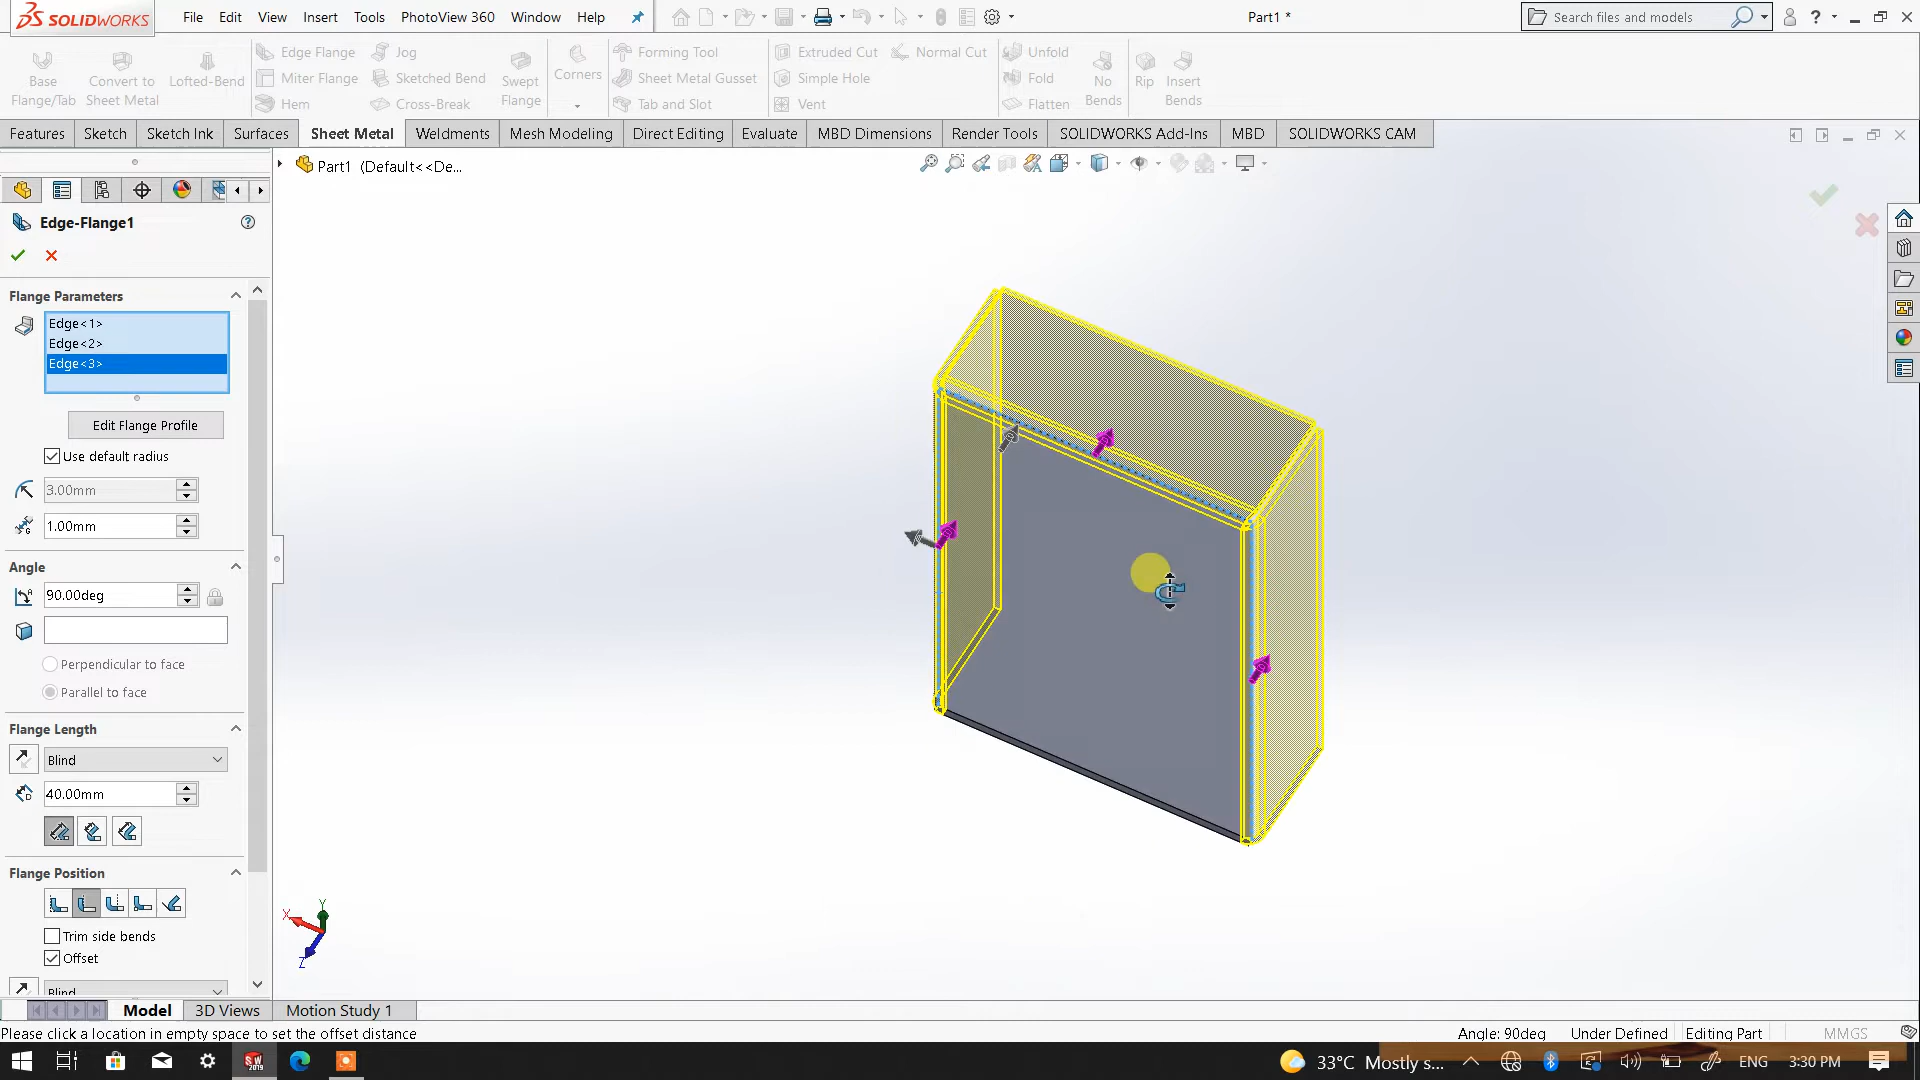 SOLIDWORKS
File Edit View Insert Tools PhotoView 360 Window Help
Part1 *
Search files and models
Base Flange/Tab
Convert to Sheet Metal
Lofted-Bend
Edge Flange
Miter Flange
Hem
Jog
Sketched Bend
Cross-Break
Swept Flange
Corners
Forming Tool
Sheet Metal Gusset
Tab and Slot
Extruded Cut
Simple Hole
Vent
Normal Cut
Unfold
Fold
Flatten
No Bends
Rip
Insert Bends
Features Sketch Sketch Ink Surfaces Sheet Metal Weldments Mesh Modeling Direct Editing Evaluate MBD Dimensions Render Tools SOLIDWORKS Add-Ins MBD SOLIDWORKS CAM
Part1 (Default<<De...
Edge-Flange1
Flange Parameters
Edge<1>
Edge<2>
Edge<3>
Edit Flange Profile
Use default radius
3.00mm
1.00mm
Angle
90.00deg
Perpendicular to face
Parallel to face
Flange Length
Blind
40.00mm
Flange Position
Trim side bends
Offset
Blind
X Y Z
Model 3D Views Motion Study 1
Please click a location in empty space to set the offset distance
Angle: 90deg Under Defined Editing Part MMGS
SW 2019
33°C Mostly s... ENG 3:30 PM